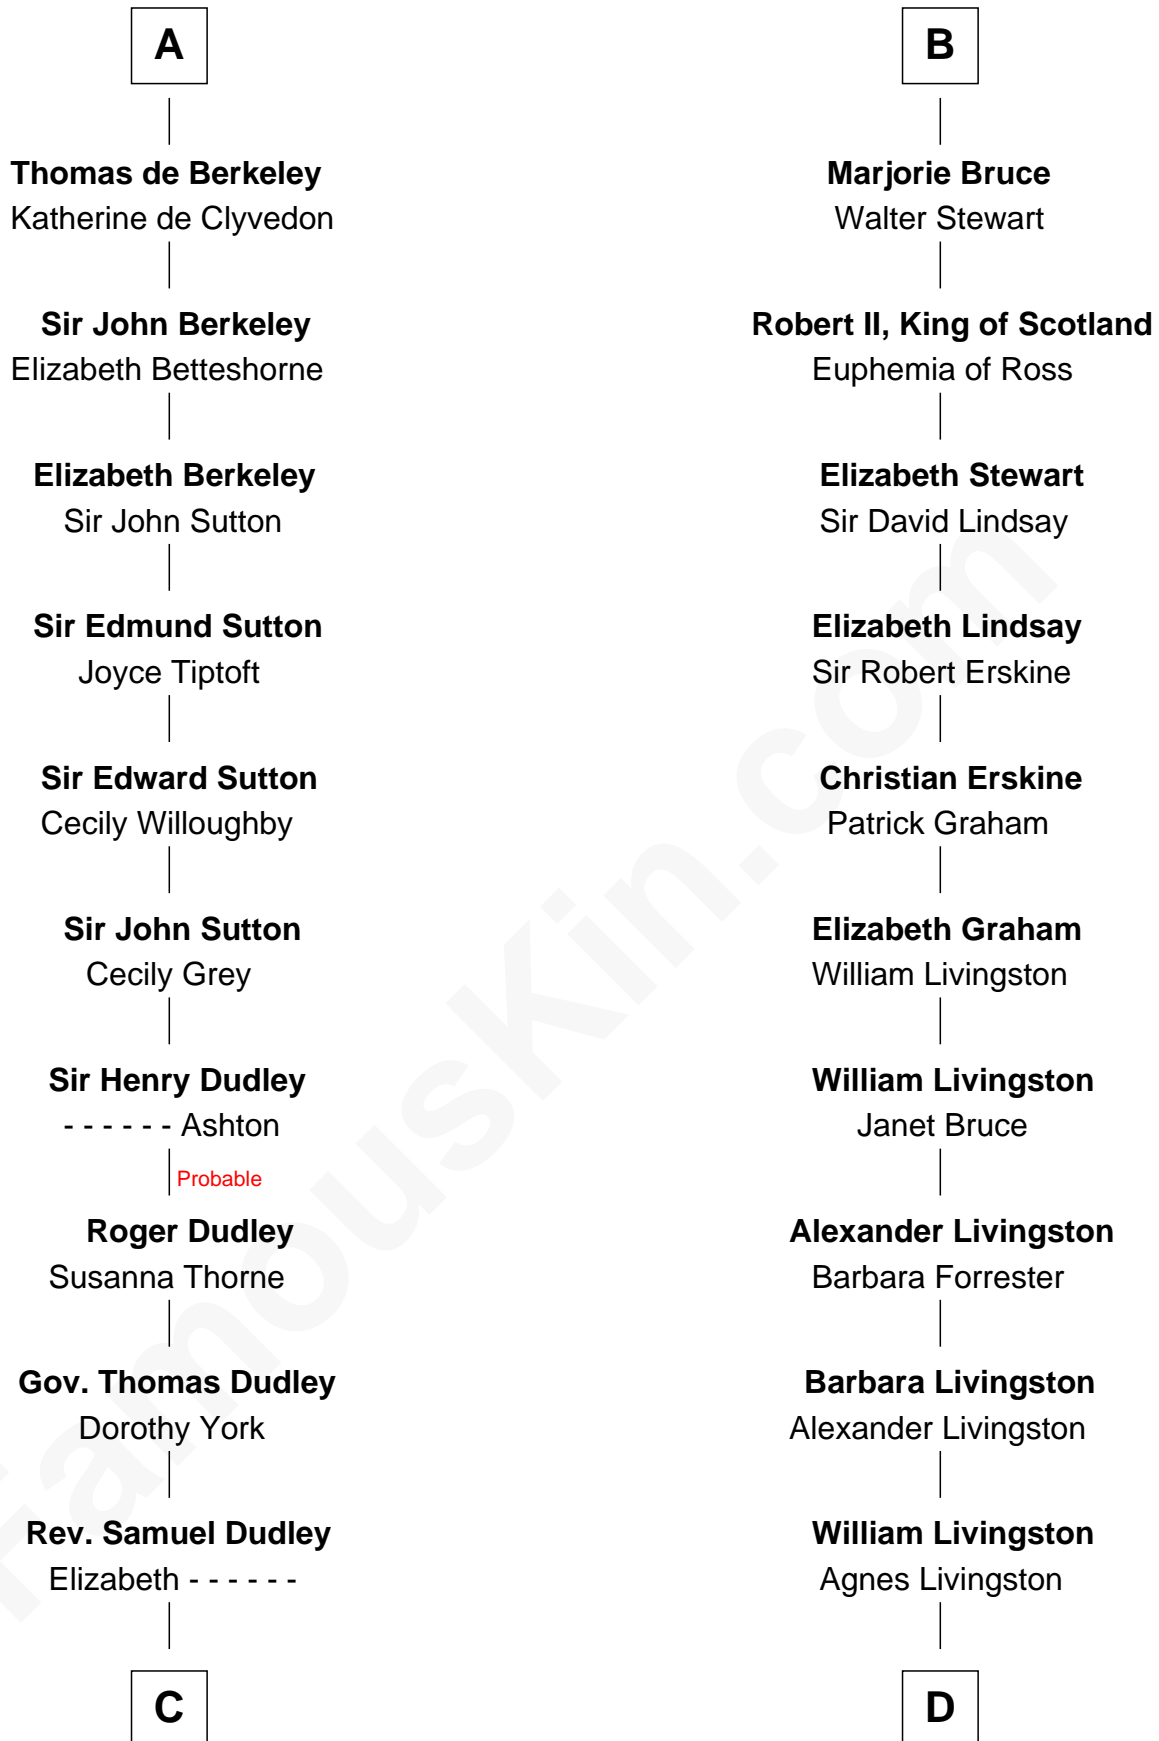 A
Thomas de Berkeley
Katherine de Clyvedon
Sir John Berkeley
Elizabeth Betteshorne
Elizabeth Berkeley
Sir John Sutton
Sir Edmund Sutton
Joyce Tiptoft
Sir Edward Sutton
Cecily Willoughby
Sir John Sutton
Cecily Grey
Sir Henry Dudley
- - - - - - Ashton
Probable
Roger Dudley
Susanna Thorne
Gov. Thomas Dudley
Dorothy York
Rev. Samuel Dudley
Elizabeth - - - - - -
C
B
Marjorie Bruce
Walter Stewart
Robert II, King of Scotland
Euphemia of Ross
Elizabeth Stewart
Sir David Lindsay
Elizabeth Lindsay
Sir Robert Erskine
Christian Erskine
Patrick Graham
Elizabeth Graham
William Livingston
William Livingston
Janet Bruce
Alexander Livingston
Barbara Forrester
Barbara Livingston
Alexander Livingston
William Livingston
Agnes Livingston
D
FamousKin.com